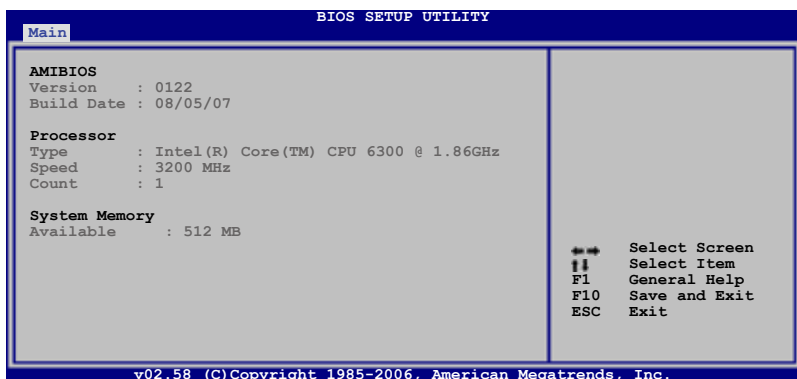 BIOS SETUP UTILITY
Main
AMIBIOS
Version : 0122
Build Date : 08/05/07
Processor
Type : Intel(R) Core(TM) CPU 6300 @ 1.86GHz
Speed : 3200 MHz
Count : 1
System Memory
Available : 512 MB
←→ Select Screen
↑↓ Select Item
F1 General Help
F10 Save and Exit
ESC Exit
v02.58 (C)Copyright 1985-2006, American Megatrends, Inc.